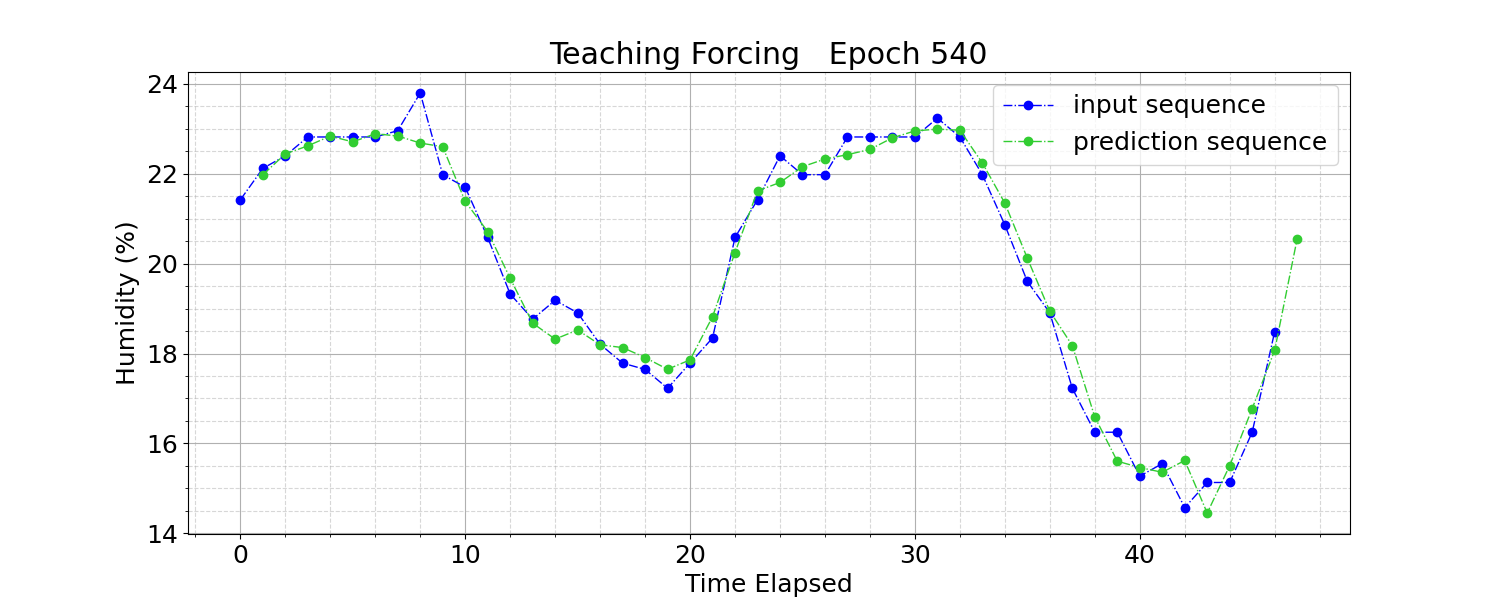 Teaching Forcing   Epoch 540
24
22
20
18
16
14
Humidity (%)
input sequence
prediction sequence
0 10 20 30 40
Time Elapsed